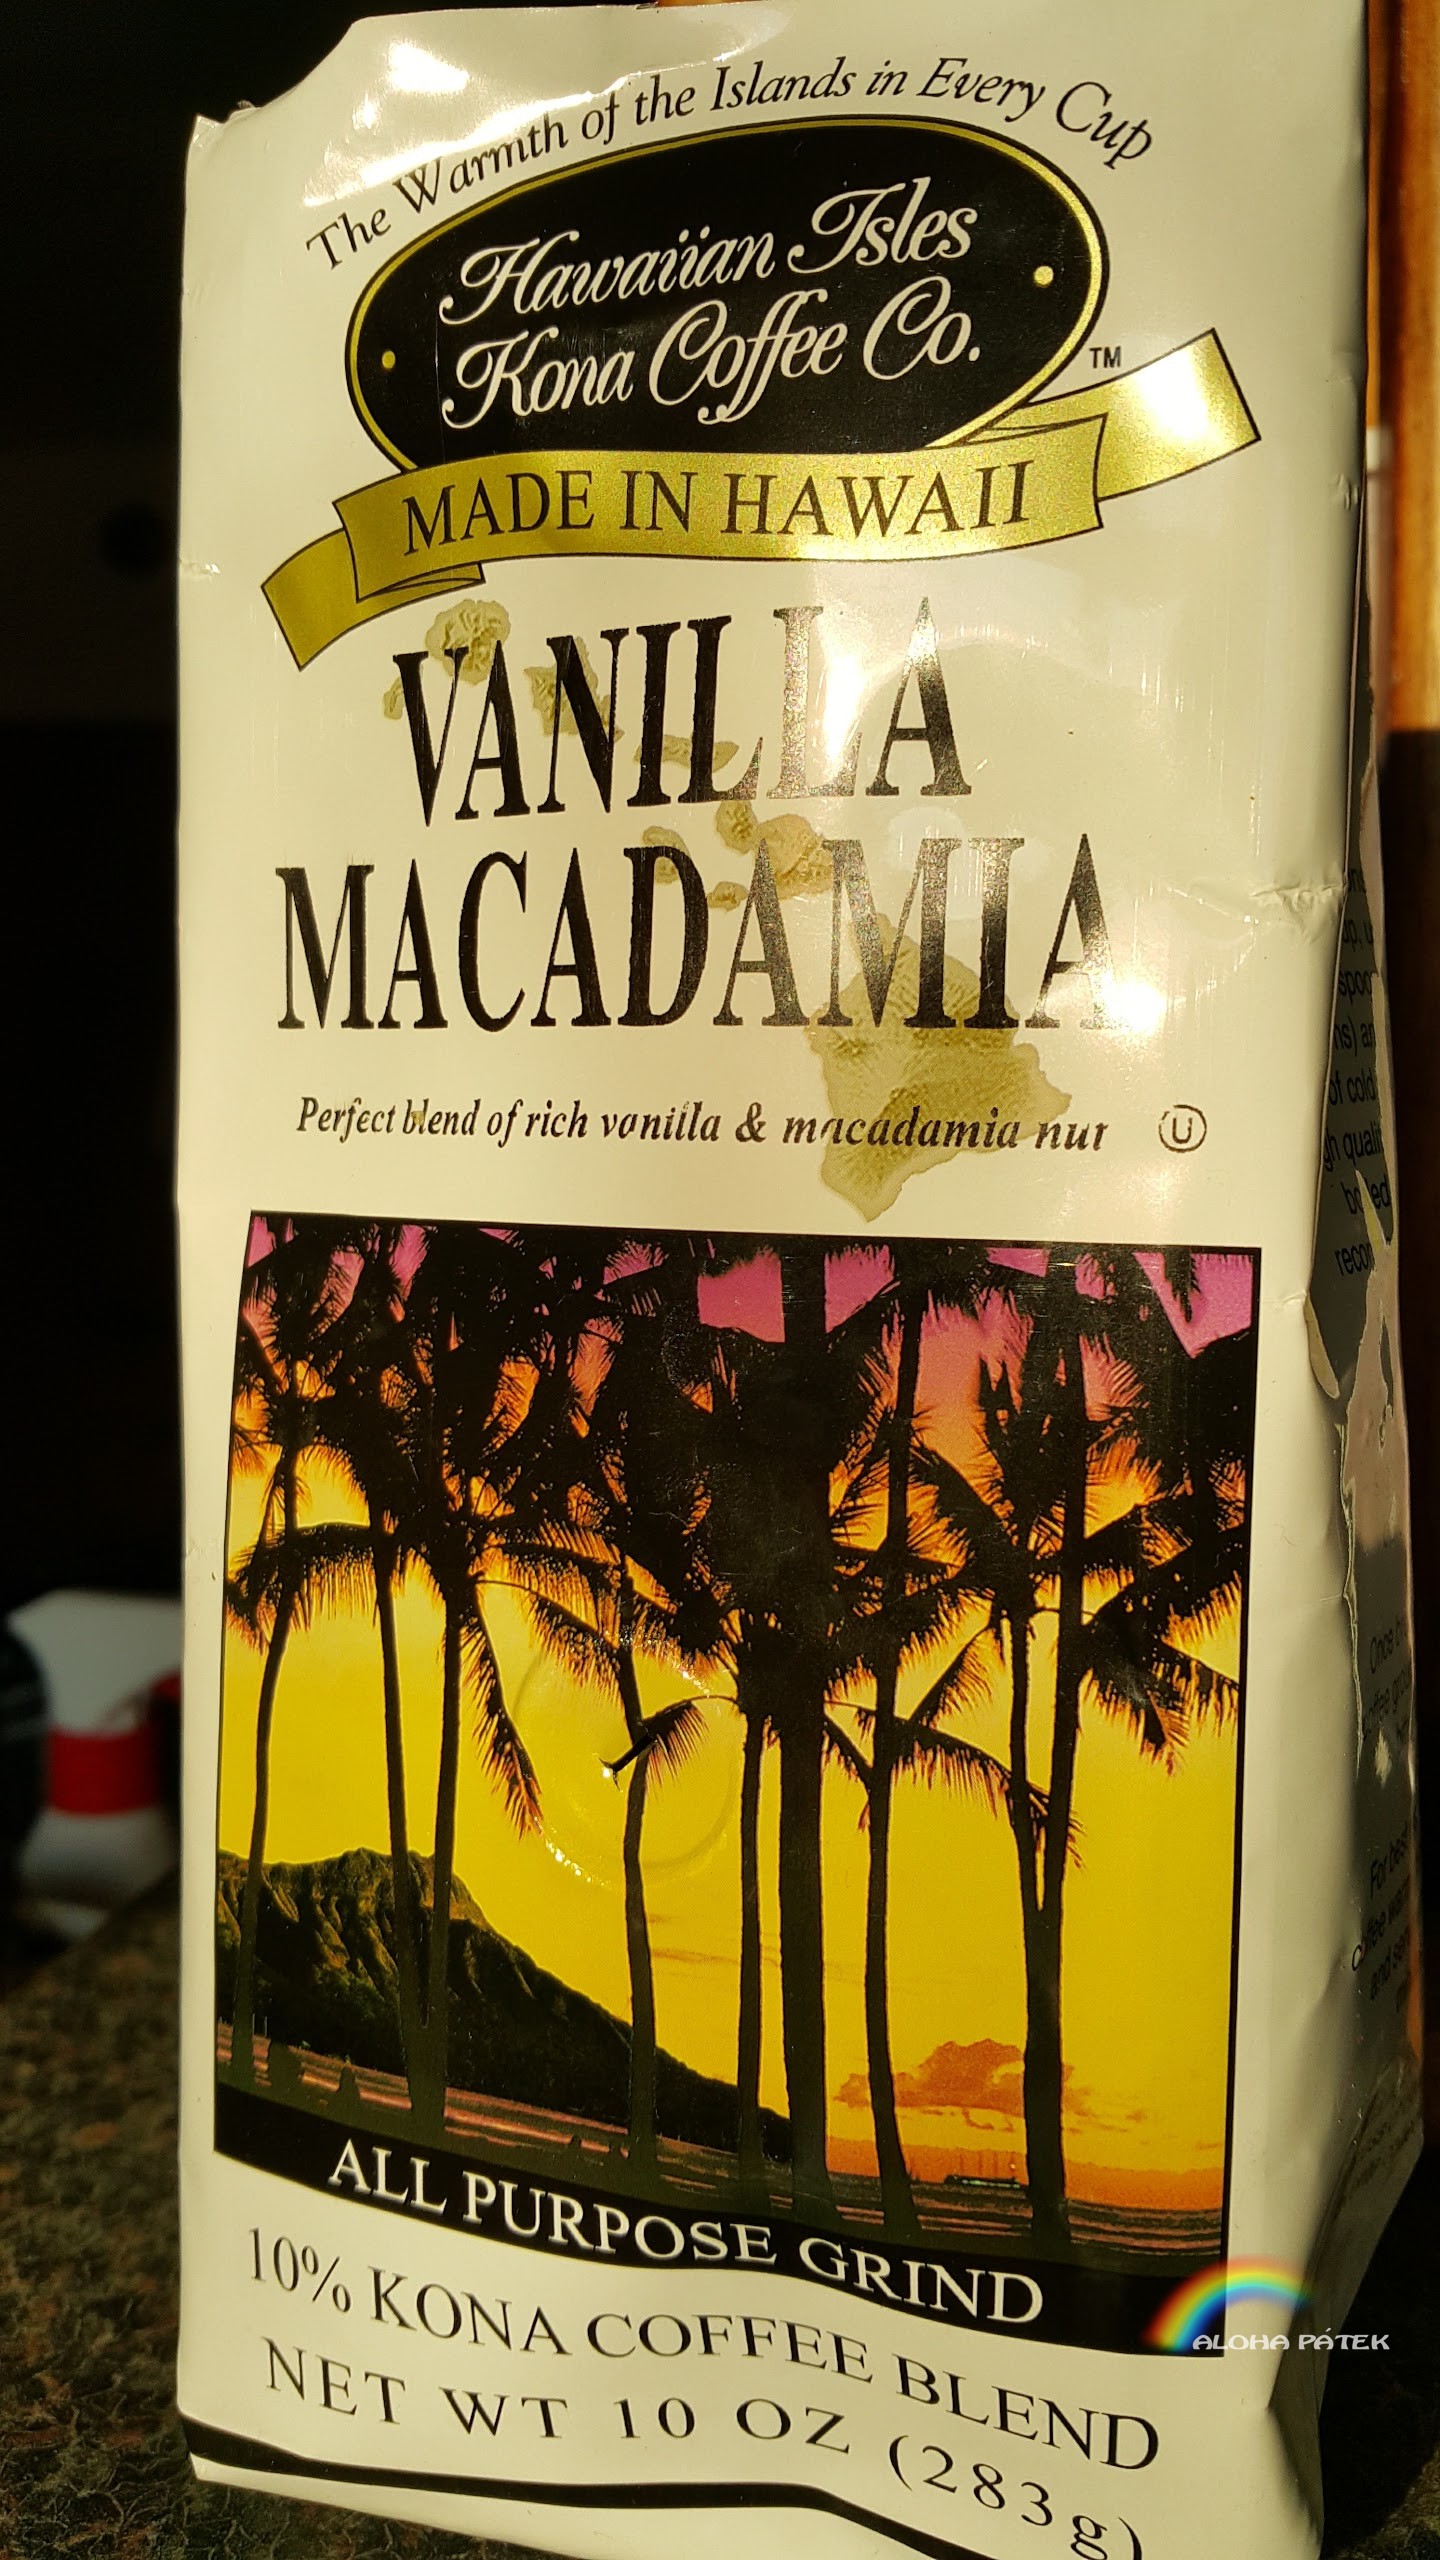 The Warmth of the Islands in Every Cup
Hawaiian Isles
Kona Coffee Co.
TM
MADE IN HAWAII
VANILLA
MACADAMIA
Perfect blend of rich vanilla & macadamia nut
U
ALL PURPOSE GRIND
10% KONA COFFEE BLEND
NET WT 10 OZ (283g)
ALOHA PÁTEK
of cold